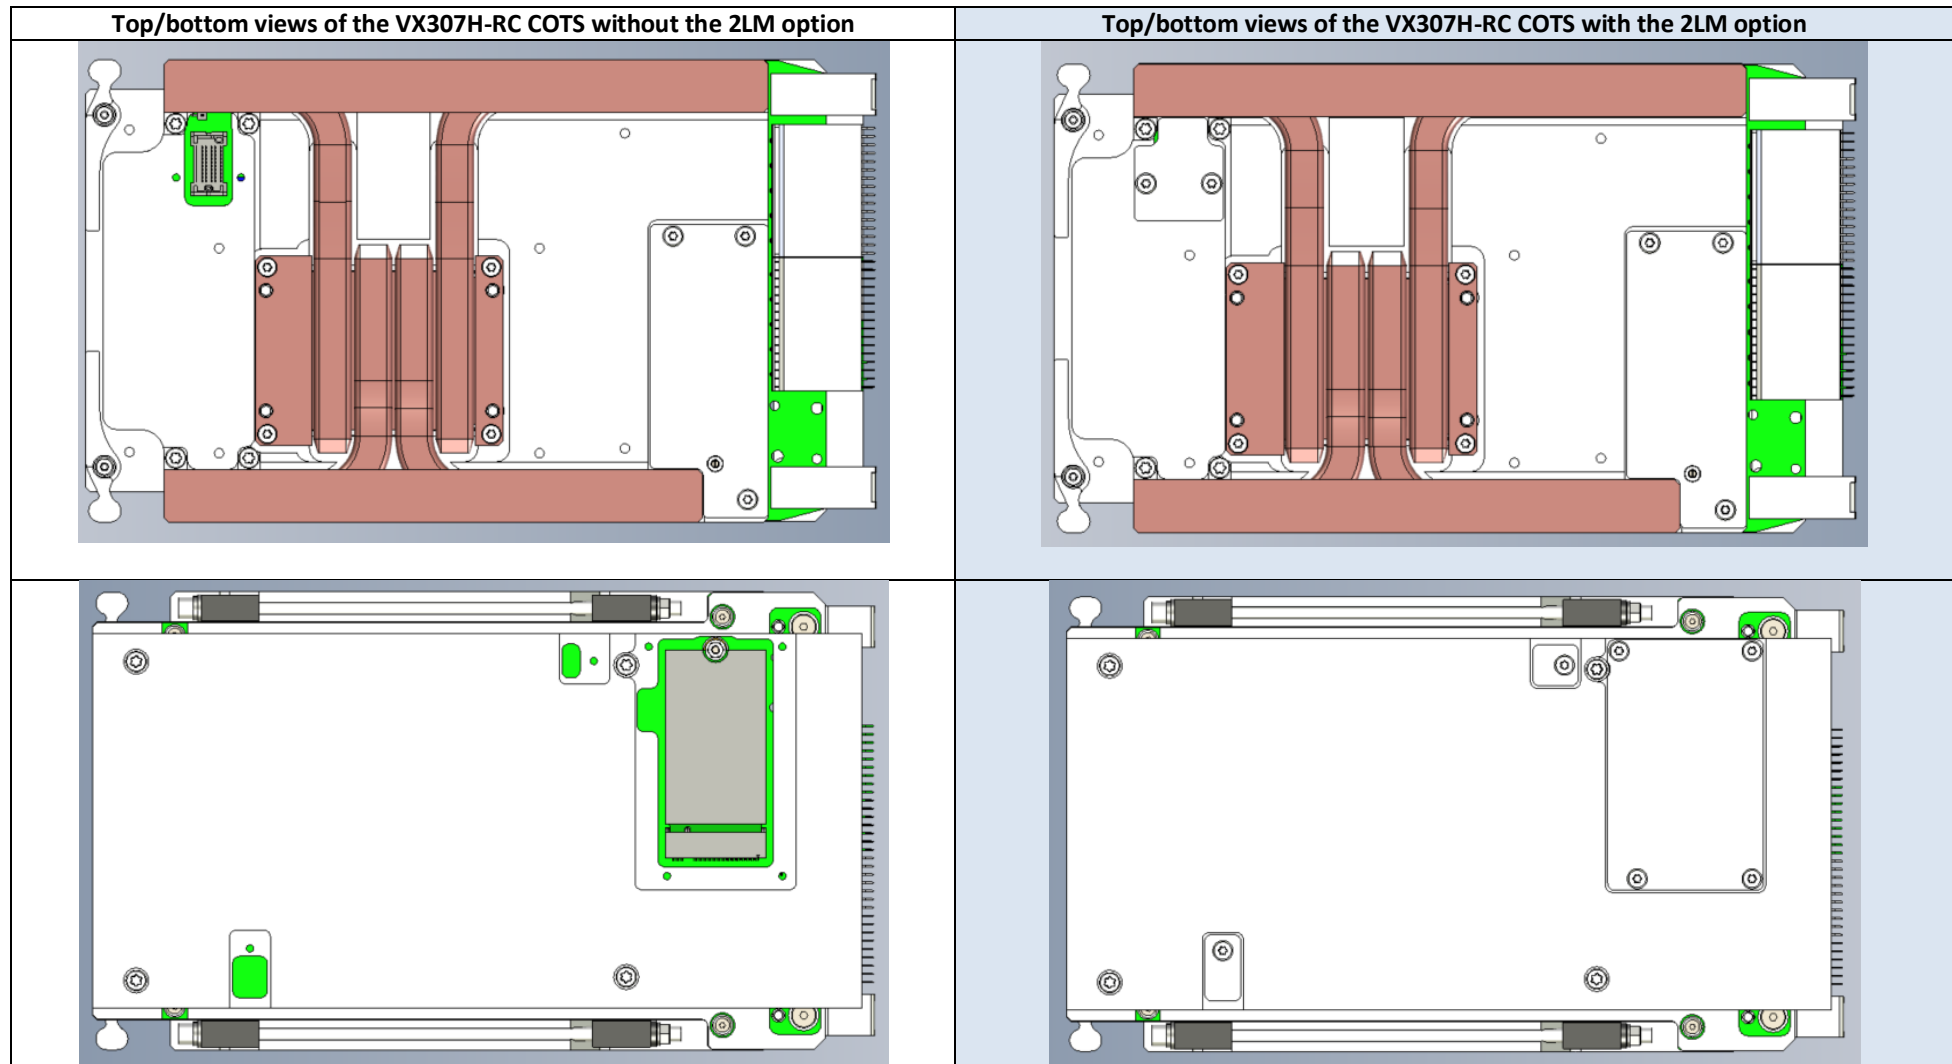 Top/bottom views of the VX307H-RC COTS without the 2LM option
Top/bottom views of the VX307H-RC COTS with the 2LM option